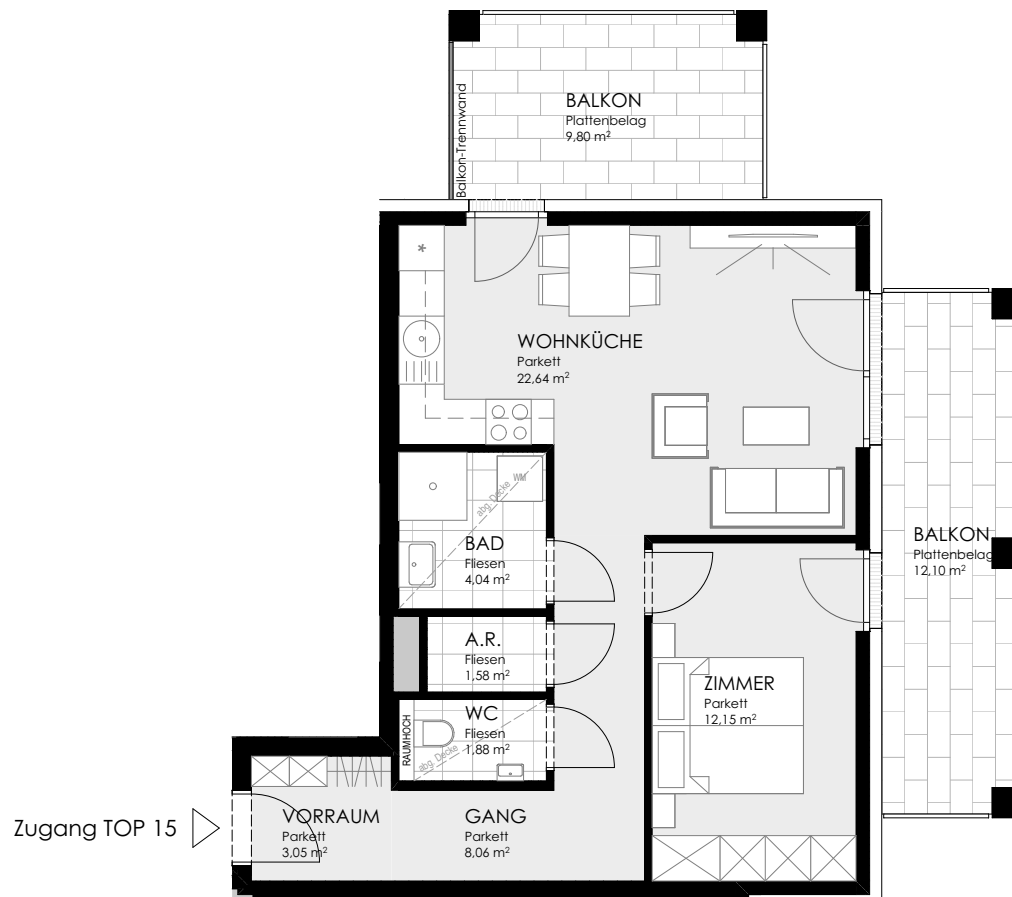 BALKON
Plattenbelag
9,80 m²
Balkon-Trennwand
*
WOHNKÜCHE
Parkett
22,64 m²
WM
abg. Decke
BAD
Fliesen
4,04 m²
BALKON
Plattenbelag
12,10 m²
A.R.
Fliesen
1,58 m²
ZIMMER
Parkett
12,15 m²
WC
Fliesen
1,88 m²
RAUMHOCH
abg. Decke
Zugang TOP 15
VORRAUM
Parkett
3,05 m²
GANG
Parkett
8,06 m²